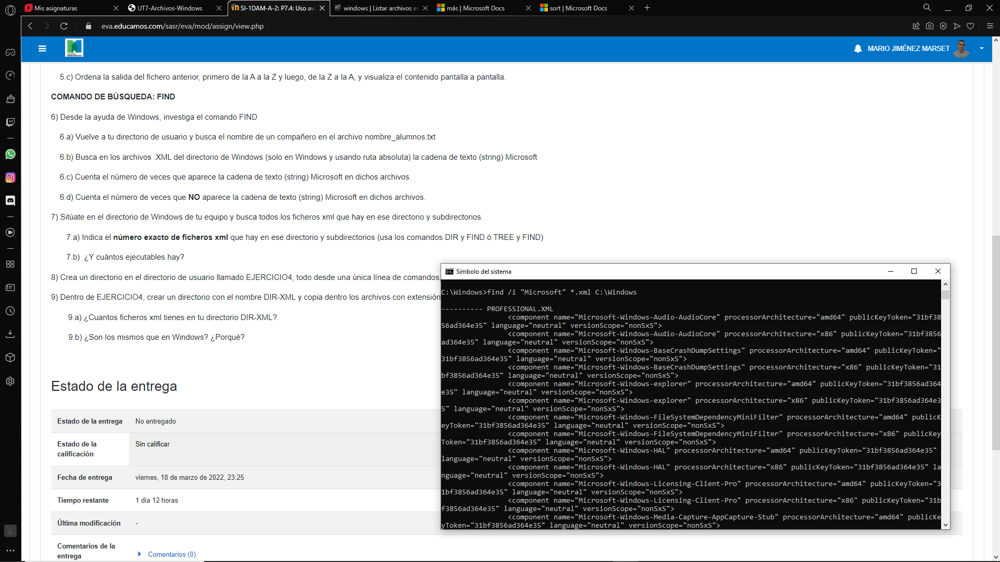 Mis asignaturas
UT7-Archivos-Windows
SI-1DAM-A-2: P7.4: Uso av
windows | Listar archivos es
más | Microsoft Docs
sort | Microsoft Docs
eva.educamos.com/sasr/eva/mod/assign/view.php
MARIO JIMÉNEZ MARSET
5.c) Ordena la salida del fichero anterior, primero de la A a la Z y luego, de la Z a la A, y visualiza el contenido pantalla a pantalla.
COMANDO DE BÚSQUEDA: FIND
6) Desde la ayuda de Windows, investiga el comando FIND
6.a) Vuelve a tu directorio de usuario y busca el nombre de un compañero en el archivo nombre_alumnos.txt
6.b) Busca en los archivos .XML del directorio de Windows (solo en Windows y usando ruta absoluta) la cadena de texto (string) Microsoft
6.c) Cuenta el número de veces que aparece la cadena de texto (string) Microsoft en dichos archivos.
6.d) Cuenta el número de veces que NO aparece la cadena de texto (string) Microsoft en dichos archivos.
7) Sitúate en el directorio de Windows de tu equipo y busca todos los ficheros xml que hay en ese directorio y subdirectorios.
7.a) Indica el número exacto de ficheros xml que hay en ese directorio y subdirectorios (usa los comandos DIR y FIND ó TREE y FIND)
7.b) ¿Y cuántos ejecutables hay?
8) Crea un directorio en el directorio de usuario llamado EJERCICIO4, todo desde una única línea de comandos,
9) Dentro de EJERCICIO4, crear un directorio con el nombre DIR-XML y copia dentro los archivos con extensión
9.a) ¿Cuantos ficheros xml tienes en tu directorio DIR-XML?
9.b) ¿Son los mismos que en Windows? ¿Porqué?
Estado de la entrega
Estado de la entrega No entregado
Estado de la calificación Sin calificar
Fecha de entrega viernes, 18 de marzo de 2022, 23:25
Tiempo restante 1 día 12 horas
Última modificación -
Comentarios de la entrega Comentarios (0)
Símbolo del sistema
C:\Windows>find /i "Microsoft" *.xml C:\Windows
---------- PROFESSIONAL.XML
<component name="Microsoft-Windows-Audio-AudioCore" processorArchitecture="amd64" publicKeyToken="31bf38
56ad364e35" language="neutral" versionScope="nonSxS">
<component name="Microsoft-Windows-Audio-AudioCore" processorArchitecture="x86" publicKeyToken="31bf3856
ad364e35" language="neutral" versionScope="nonSxS">
<component name="Microsoft-Windows-BaseCrashDumpSettings" processorArchitecture="amd64" publicKeyToken="
31bf3856ad364e35" language="neutral" versionScope="nonSxS">
<component name="Microsoft-Windows-BaseCrashDumpSettings" processorArchitecture="x86" publicKeyToken="31
bf3856ad364e35" language="neutral" versionScope="nonSxS">
<component name="Microsoft-Windows-explorer" processorArchitecture="amd64" publicKeyToken="31bf3856ad364
e35" language="neutral" versionScope="nonSxS">
<component name="Microsoft-Windows-explorer" processorArchitecture="x86" publicKeyToken="31bf3856ad364e3
5" language="neutral" versionScope="nonSxS">
<component name="Microsoft-Windows-FileSystemDependencyMiniFilter" processorArchitecture="amd64" publicK
eyToken="31bf3856ad364e35" language="neutral" versionScope="nonSxS">
<component name="Microsoft-Windows-FileSystemDependencyMiniFilter" processorArchitecture="x86" publicKey
Token="31bf3856ad364e35" language="neutral" versionScope="nonSxS">
<component name="Microsoft-Windows-HAL" processorArchitecture="amd64" publicKeyToken="31bf3856ad364e35"
language="neutral" versionScope="nonSxS">
<component name="Microsoft-Windows-HAL" processorArchitecture="x86" publicKeyToken="31bf3856ad364e35" la
nguage="neutral" versionScope="nonSxS">
<component name="Microsoft-Windows-Licensing-Client-Pro" processorArchitecture="amd64" publicKeyToken="3
1bf3856ad364e35" language="neutral" versionScope="nonSxS">
<component name="Microsoft-Windows-Licensing-Client-Pro" processorArchitecture="x86" publicKeyToken="31b
f3856ad364e35" language="neutral" versionScope="nonSxS">
<component name="Microsoft-Windows-Media-Capture-AppCapture-Stub" processorArchitecture="amd64" publicKe
yToken="31bf3856ad364e35" language="neutral" versionScope="nonSxS">